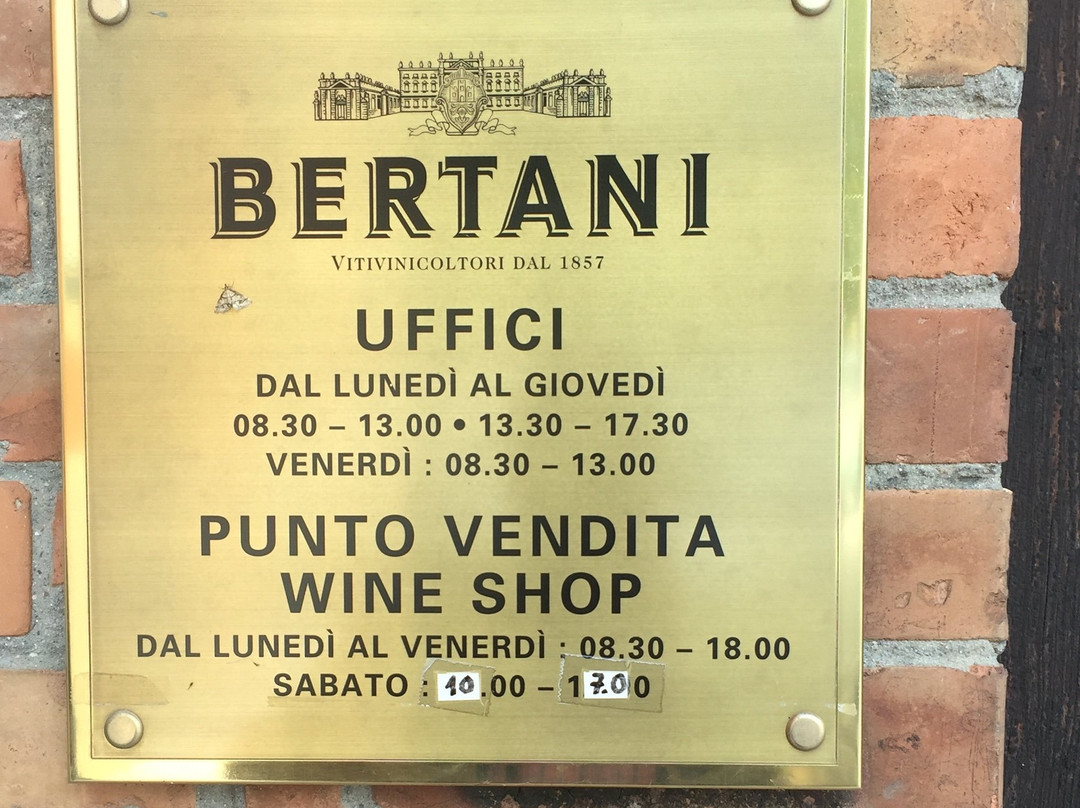 BERTANI
VITIVINICOLTORI DAL 1857
UFFICI
DAL LUNEDÌ AL GIOVEDÌ
08.30 – 13.00 • 13.30 – 17.30
VENERDÌ : 08.30 – 13.00
PUNTO VENDITA
WINE SHOP
DAL LUNEDÌ AL VENERDÌ : 08.30 – 18.00
SABATO : 10.00 – 17.00